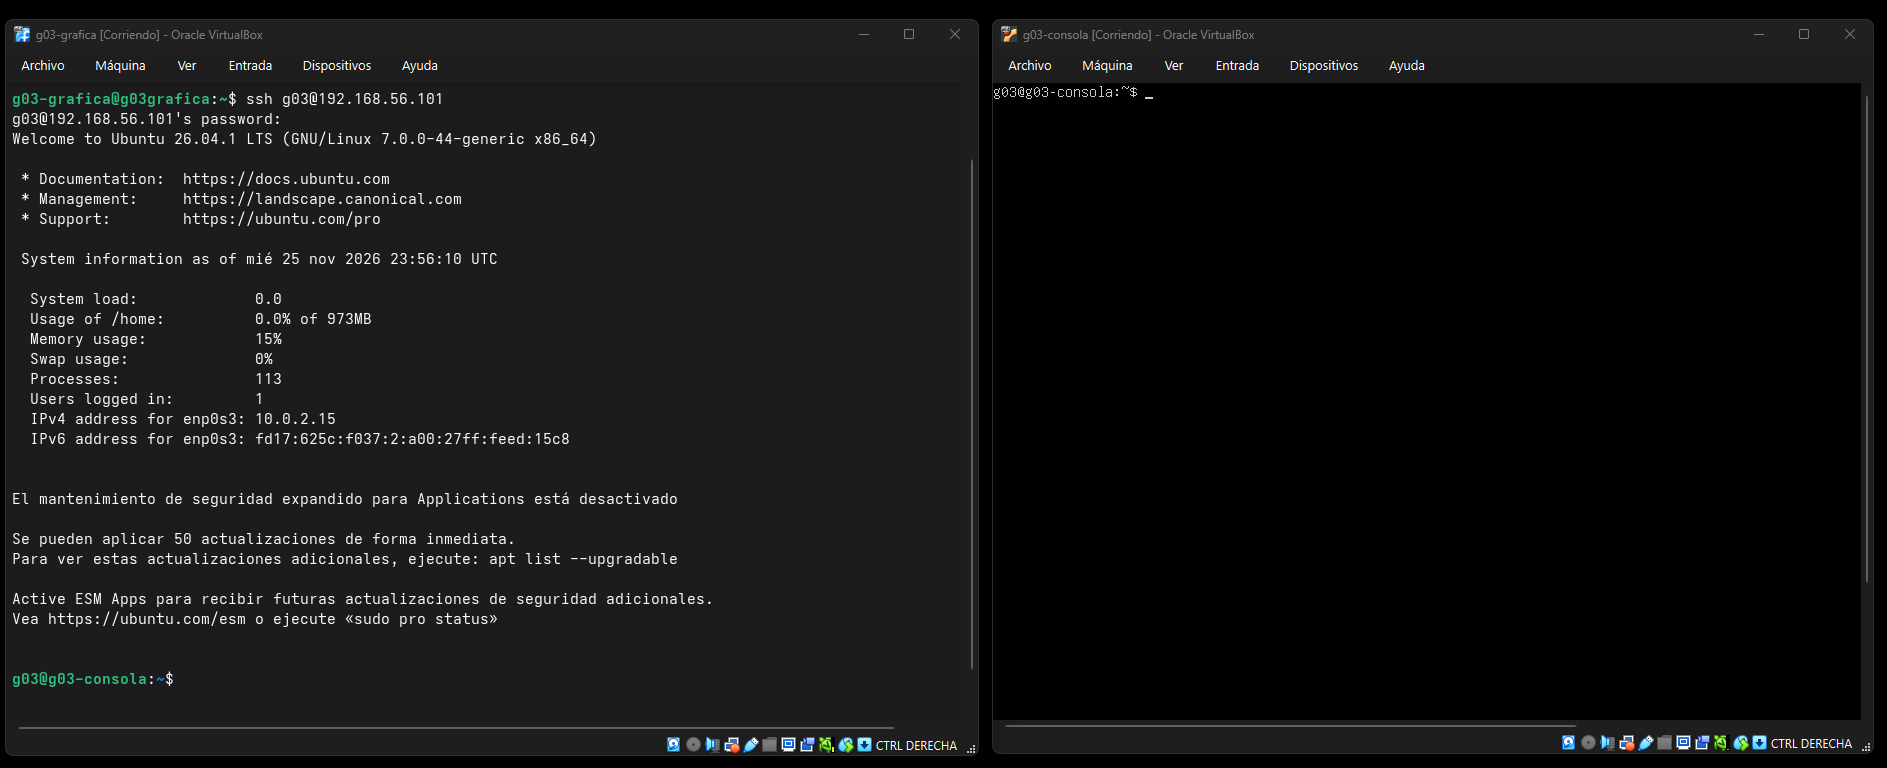 g03-grafica [Corriendo] - Oracle VirtualBox
Archivo Máquina Ver Entrada Dispositivos Ayuda
g03-grafica@g03grafica:~$ ssh g03@192.168.56.101
g03@192.168.56.101's password:
Welcome to Ubuntu 26.04.1 LTS (GNU/Linux 7.0.0-44-generic x86_64)
* Documentation: https://docs.ubuntu.com
* Management: https://landscape.canonical.com
* Support: https://ubuntu.com/pro
System information as of mié 25 nov 2026 23:56:10 UTC
System load: 0.0
Usage of /home: 0.0% of 973MB
Memory usage: 15%
Swap usage: 0%
Processes: 113
Users logged in: 1
IPv4 address for enp0s3: 10.0.2.15
IPv6 address for enp0s3: fd17:625c:f037:2:a00:27ff:feed:15c8
El mantenimiento de seguridad expandido para Applications está desactivado
Se pueden aplicar 50 actualizaciones de forma inmediata.
Para ver estas actualizaciones adicionales, ejecute: apt list --upgradable
Active ESM Apps para recibir futuras actualizaciones de seguridad adicionales.
Vea https://ubuntu.com/esm o ejecute «sudo pro status»
g03@g03-consola:~$
CTRL DERECHA
g03-consola [Corriendo] - Oracle VirtualBox
Archivo Máquina Ver Entrada Dispositivos Ayuda
g03@g03-consola:~$ _
CTRL DERECHA